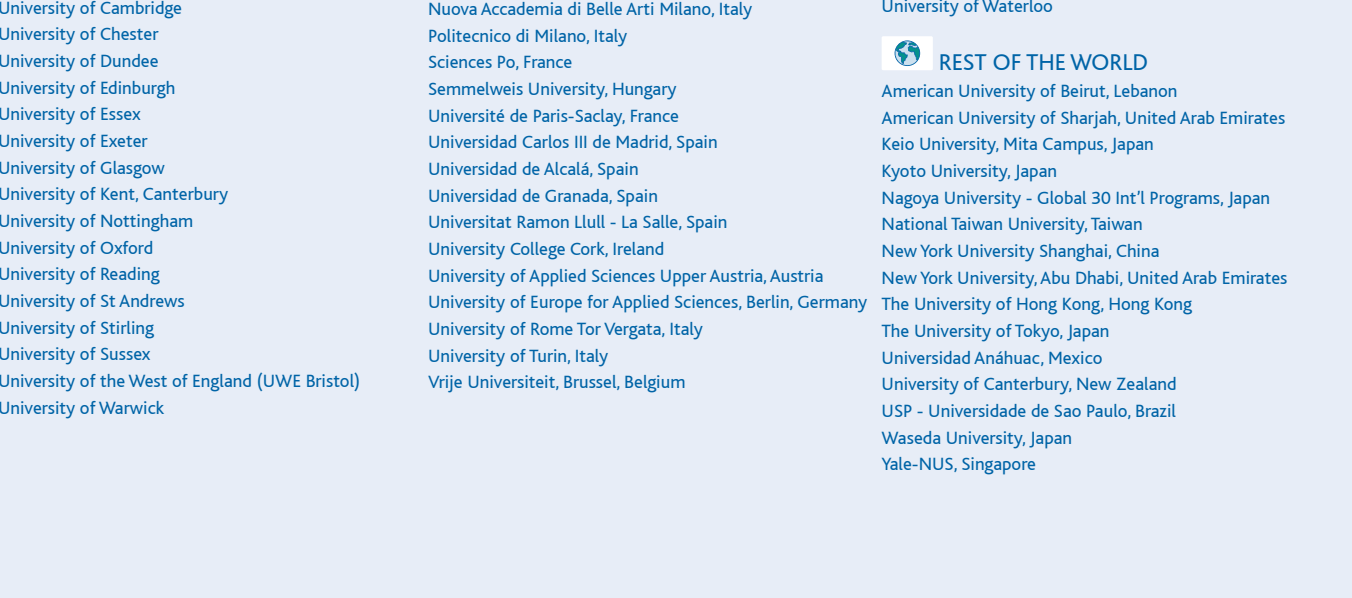 University of Cambridge
University of Chester
University of Dundee
University of Edinburgh
University of Essex
University of Exeter
University of Glasgow
University of Kent, Canterbury
University of Nottingham
University of Oxford
University of Reading
University of St Andrews
University of Stirling
University of Sussex
University of the West of England (UWE Bristol)
University of Warwick
Nuova Accademia di Belle Arti Milano, Italy
Politecnico di Milano, Italy
Sciences Po, France
Semmelweis University, Hungary
Université de Paris-Saclay, France
Universidad Carlos III de Madrid, Spain
Universidad de Alcalá, Spain
Universidad de Granada, Spain
Universitat Ramon Llull - La Salle, Spain
University College Cork, Ireland
University of Applied Sciences Upper Austria, Austria
University of Europe for Applied Sciences, Berlin, Germany
University of Rome Tor Vergata, Italy
University of Turin, Italy
Vrije Universiteit, Brussel, Belgium
University of Waterloo
REST OF THE WORLD
American University of Beirut, Lebanon
American University of Sharjah, United Arab Emirates
Keio University, Mita Campus, Japan
Kyoto University, Japan
Nagoya University - Global 30 Int'l Programs, Japan
National Taiwan University, Taiwan
New York University Shanghai, China
New York University, Abu Dhabi, United Arab Emirates
The University of Hong Kong, Hong Kong
The University of Tokyo, Japan
Universidad Anáhuac, Mexico
University of Canterbury, New Zealand
USP - Universidade de Sao Paulo, Brazil
Waseda University, Japan
Yale-NUS, Singapore